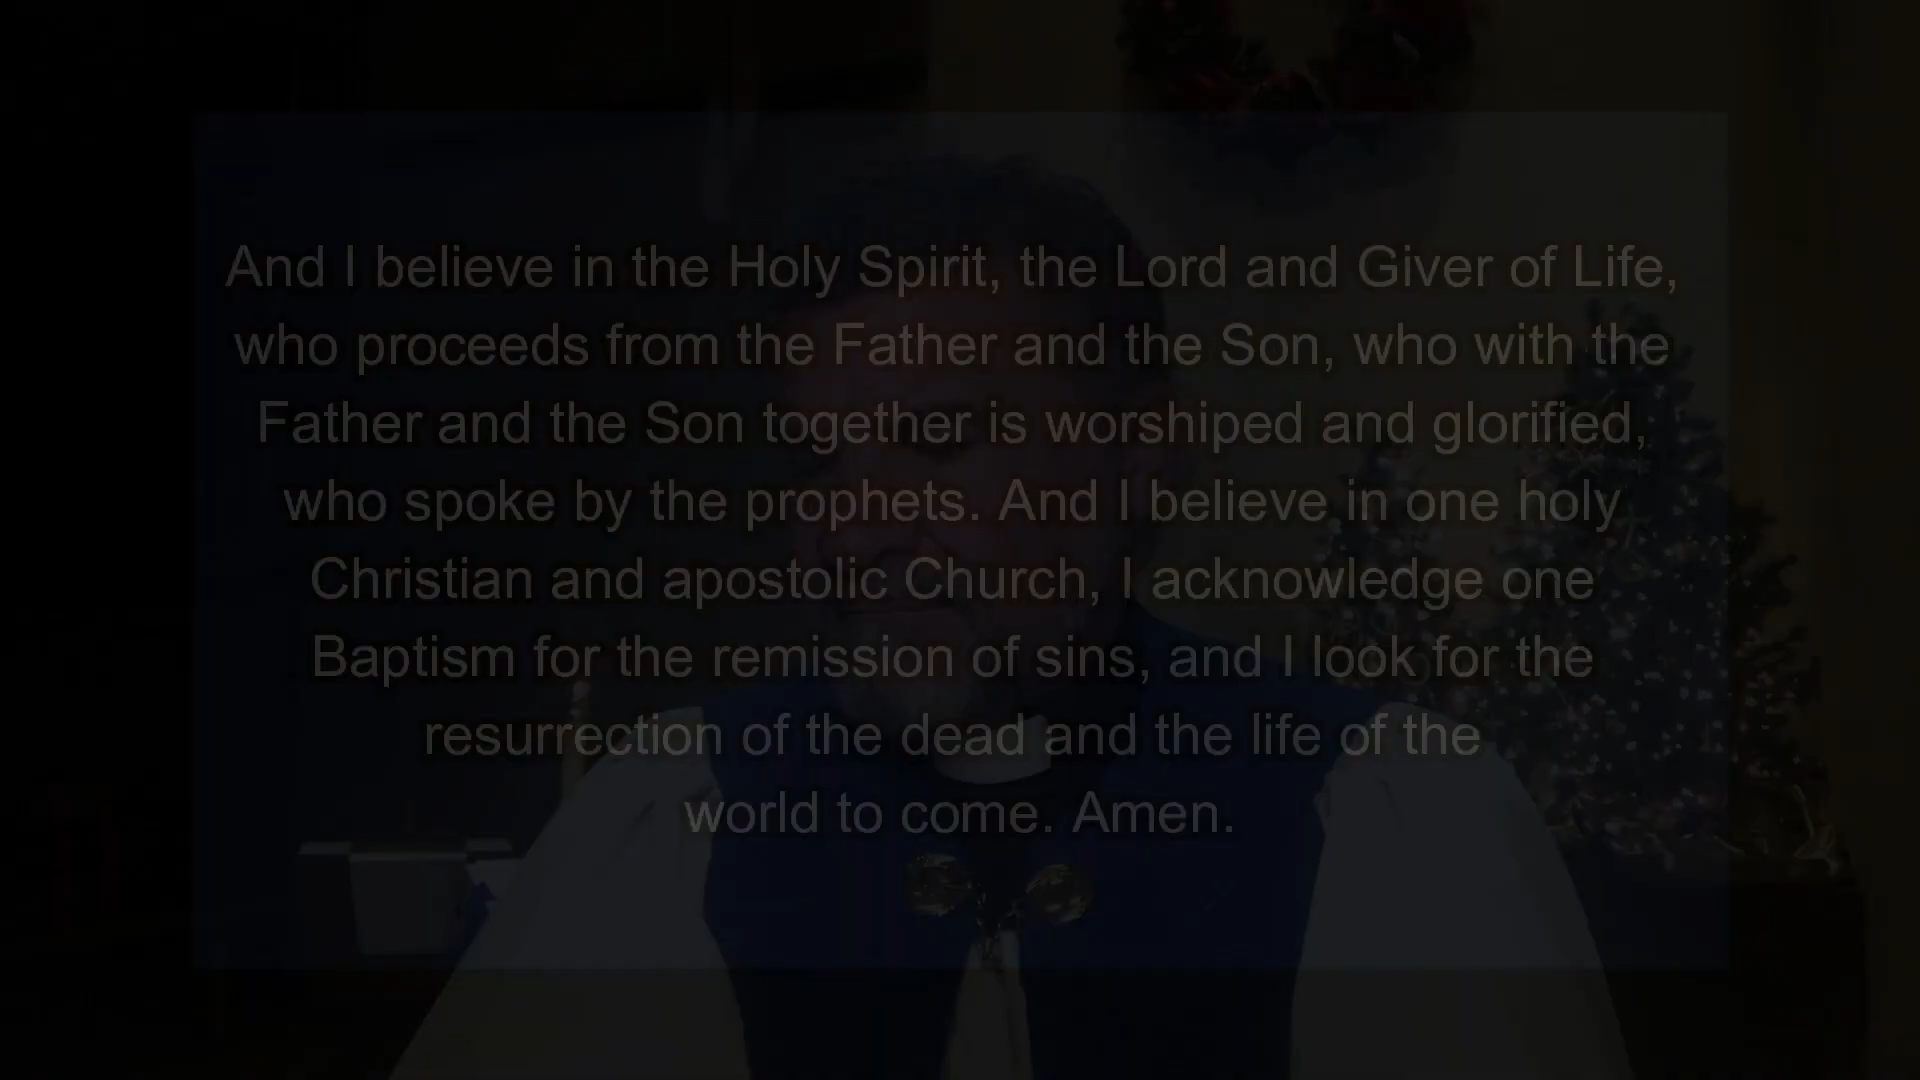 And I believe in the Holy Spirit, the Lord and Giver of Life,
who proceeds from the Father and the Son, who with the
Father and the Son together is worshiped and glorified,
who spoke by the prophets. And I believe in one holy
Christian and apostolic Church, I acknowledge one
Baptism for the remission of sins, and I look for the
resurrection of the dead and the life of the
world to come. Amen.